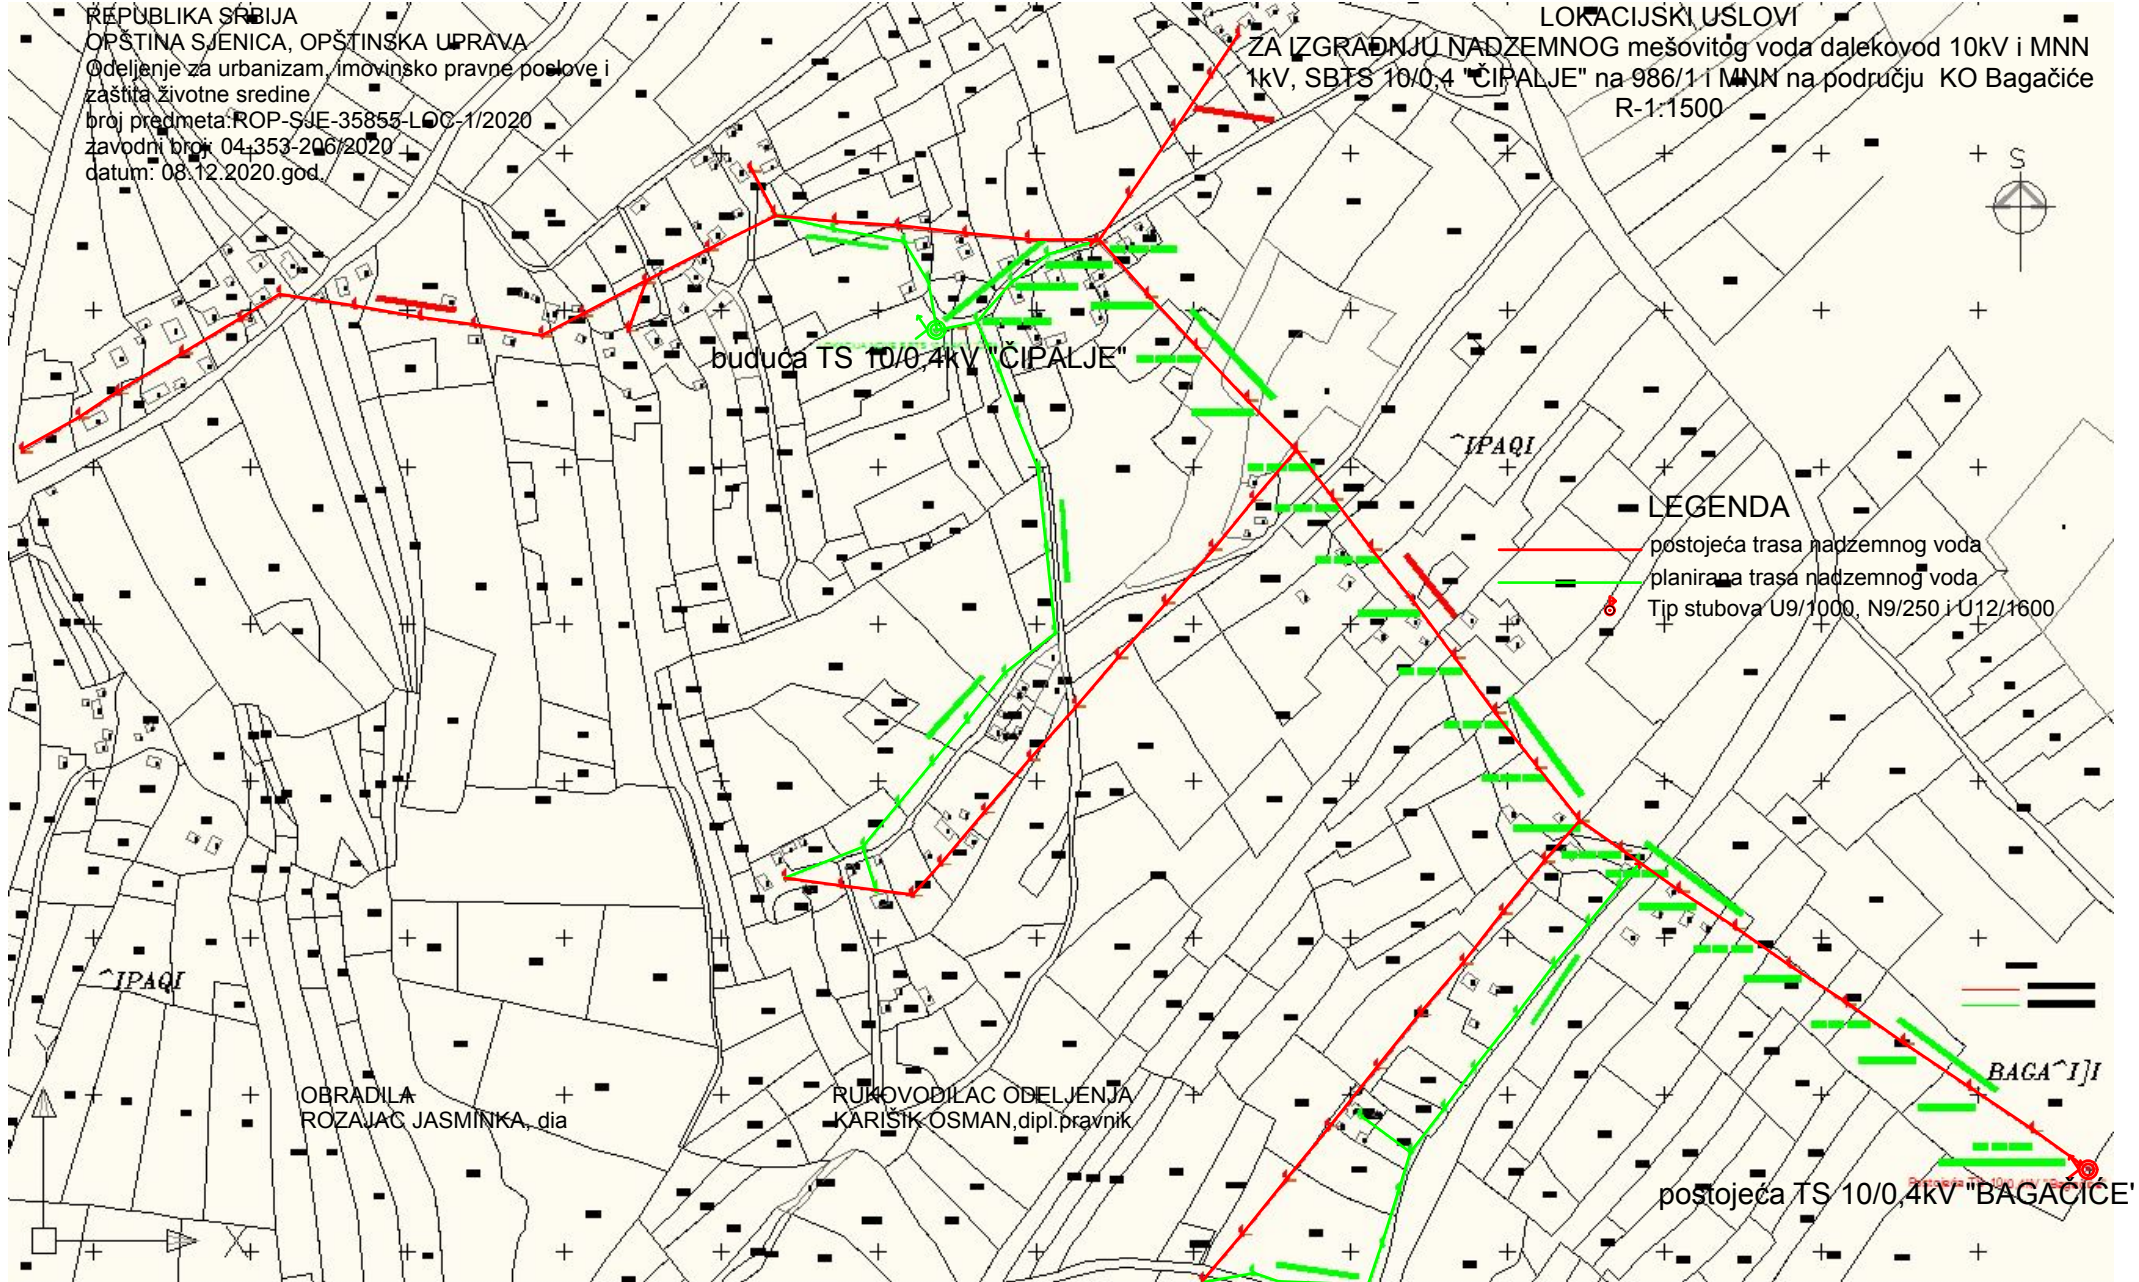 REPUBLIKA SRBIJA
OPŠTINA SJENICA, OPŠTINSKA UPRAVA
Odeljenje za urbanizam, imovinsko pravne poslove i
zaštita životne sredine
broj predmeta:ROP-SJE-35855-LOC-1/2020
zavodni broj: 04-353-206/2020
datum: 08.12.2020.god.
LOKACIJSKI USLOVI
ZA IZGRADNJU NADZEMNOG mešovitog voda dalekovod 10kV i MNN
1kV, SBTS 10/0,4 "ČIPALJE" na 986/1 i MNN na području KO Bagačiće
R-1:1500
S
buduća TS 10/0,4kV "ČIPALJE"
^IPAQI
LEGENDA
postojeća trasa nadzemnog voda
planirana trasa nadzemnog voda
Tip stubova U9/1000, N9/250 i U12/1600
^IPAQI
BAGA^I]I
Y
X
OBRADILA
ROZAJAC JASMINKA, dia
RUKOVODILAC ODELJENJA
KARIŠIK OSMAN,dipl.pravnik
postojeća TS 10/0,4kV "BAGAČIĆE"